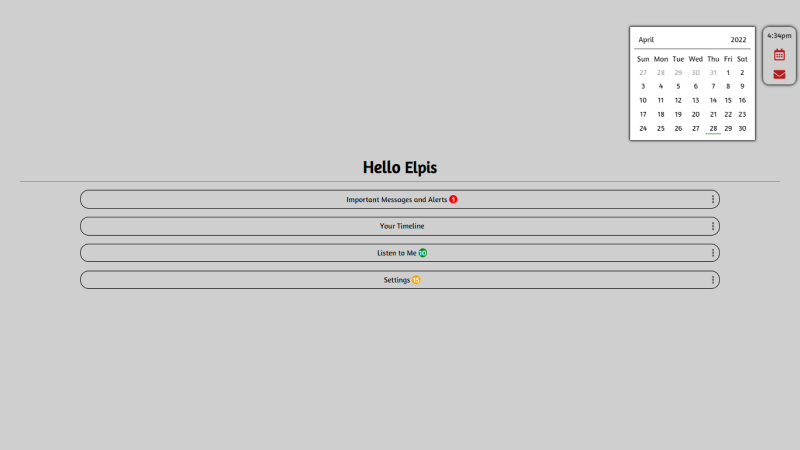 4:34pm
April 2022
Sun Mon Tue Wed Thu Fri Sat
27 28 29 30 31 1 2
3 4 5 6 7 8 9
10 11 12 13 14 15 16
17 18 19 20 21 22 23
24 25 26 27 28 29 30
Hello Elpis
Important Messages and Alerts 1
Your Timeline
Listen to Me 10
Settings 15